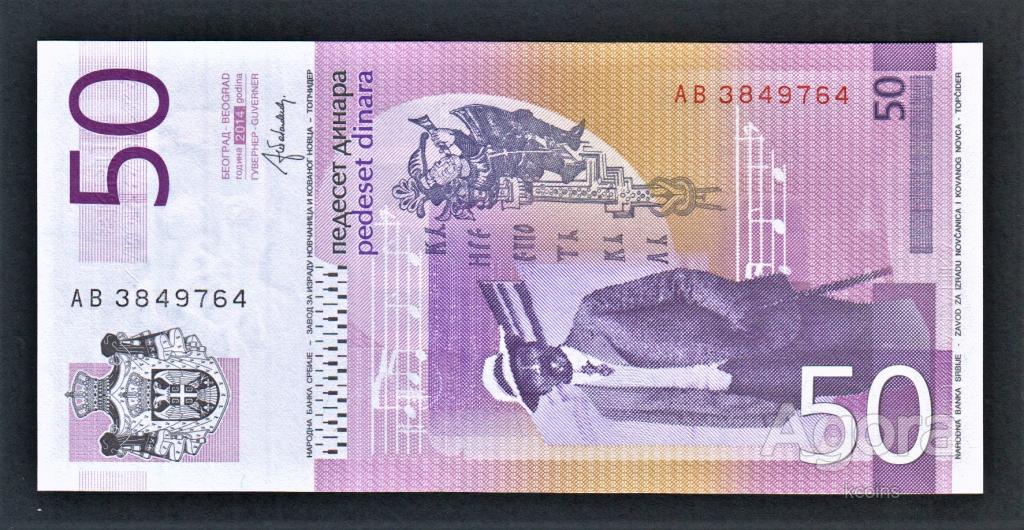 50
БЕОГРАД - BEOGRAD
година 2014 godina
ГУВЕРНЕР - GUVERNER
AB 3849764
НАРОДНА БАНКА СРБИЈЕ - ЗАВОД ЗА ИЗРАДУ НОВЧАНИЦА И КОВАНОГ НОВЦА - ТОПЧИДЕР
педесет динара
pedeset dinara
AB 3849764
50
50
NARODNA BANKA SRBIJE - ZAVOD ZA IZRADU NOVČANICA I KOVANOG NOVCA - TOPČIDER
Agora
kcoins